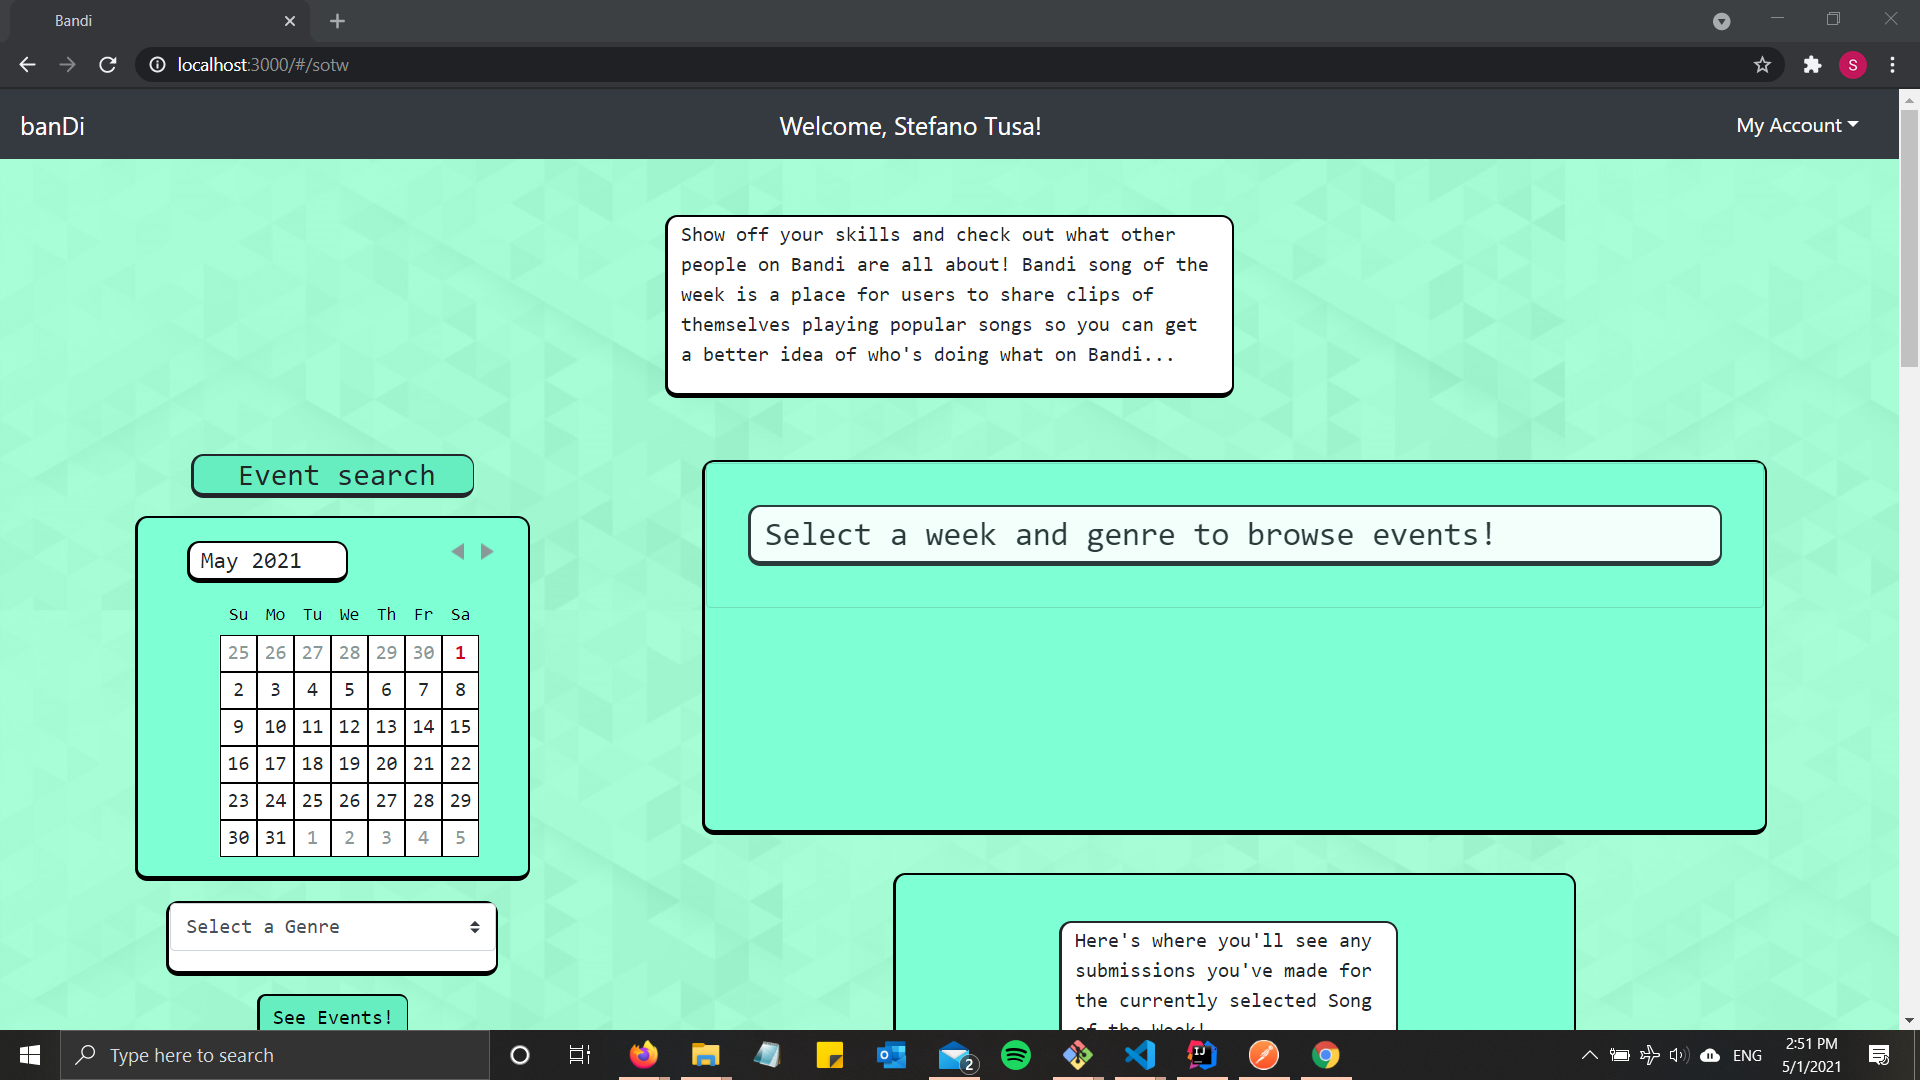 Bandi
localhost:3000/#/sotw
S
banDi
Welcome, Stefano Tusa!
My Account
Show off your skills and check out what other
people on Bandi are all about! Bandi song of the
week is a place for users to share clips of
themselves playing popular songs so you can get
a better idea of who's doing what on Bandi...
Event search
May 2021
Su Mo Tu We Th Fr Sa
25 26 27 28 29 30 1
2 3 4 5 6 7 8
9 10 11 12 13 14 15
16 17 18 19 20 21 22
23 24 25 26 27 28 29
30 31 1 2 3 4 5
Select a Genre
See Events!
Select a week and genre to browse events!
Here's where you'll see any
submissions you've made for
the currently selected Song
of the Week!
Type here to search
2
IJ
ENG
2:51 PM
5/1/2021